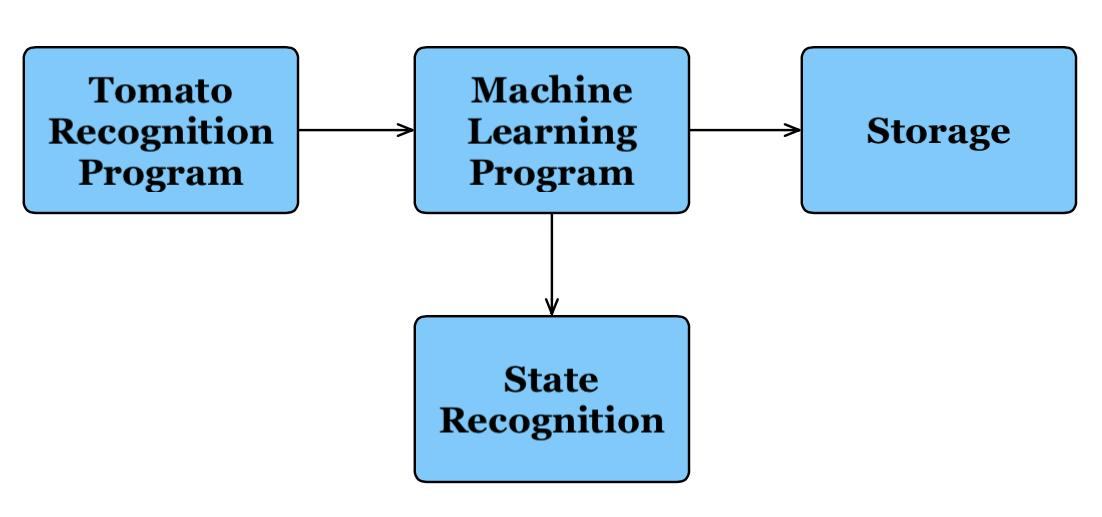 Tomato
Recognition
Program
Machine
Learning
Program
Storage
State
Recognition